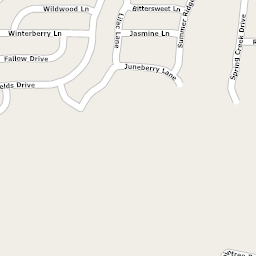 Wildwood Ln
Bittersweet Ln
Winterberry Ln
Lilac Lane
Jasmine Ln
Summer Ridge
Spring Creek Drive
Fallow Drive
Juneberry Lane
elds Drive